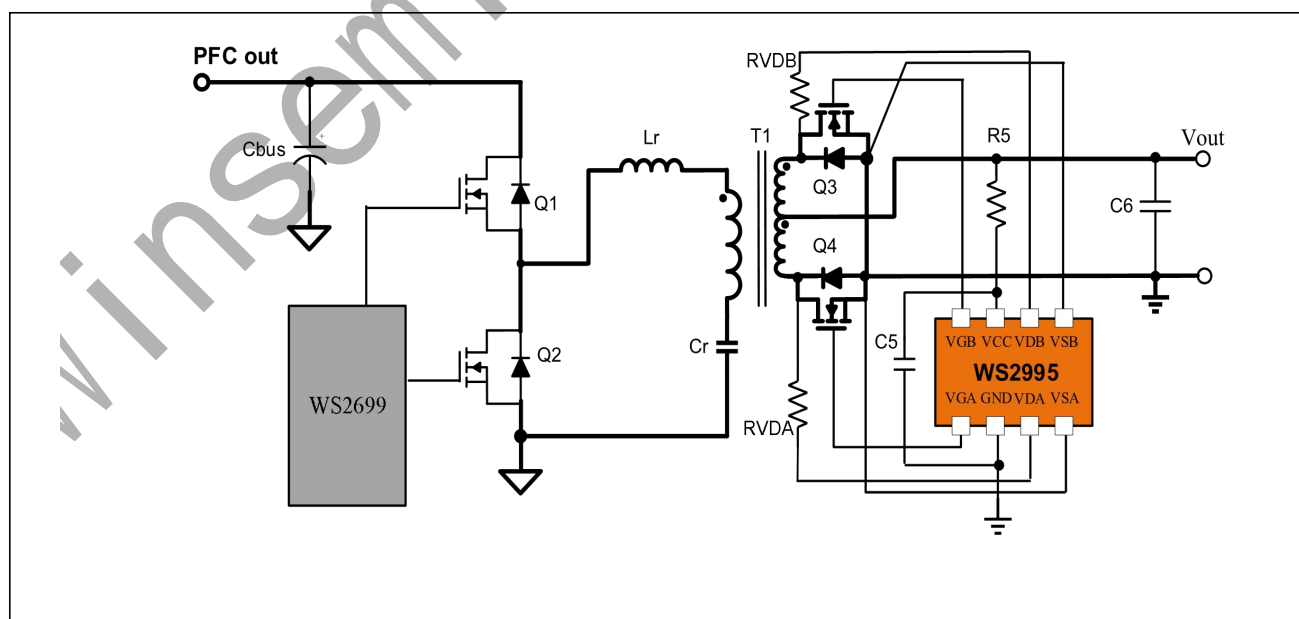 PFC out
Cbus
Q1
Q2
WS2699
Lr
Cr
T1
RVDB
Q3
Q4
RVDA
R5
Vout
C6
C5
VGB VCC VDB VSB
WS2995
VGA GND VDA VSA
winsemi